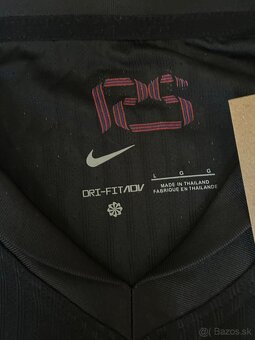 DRI-FIT ADV
L G G
MADE IN THAILAND
FABRIQUÉ EN THAÏLANDE
Bazos.sk